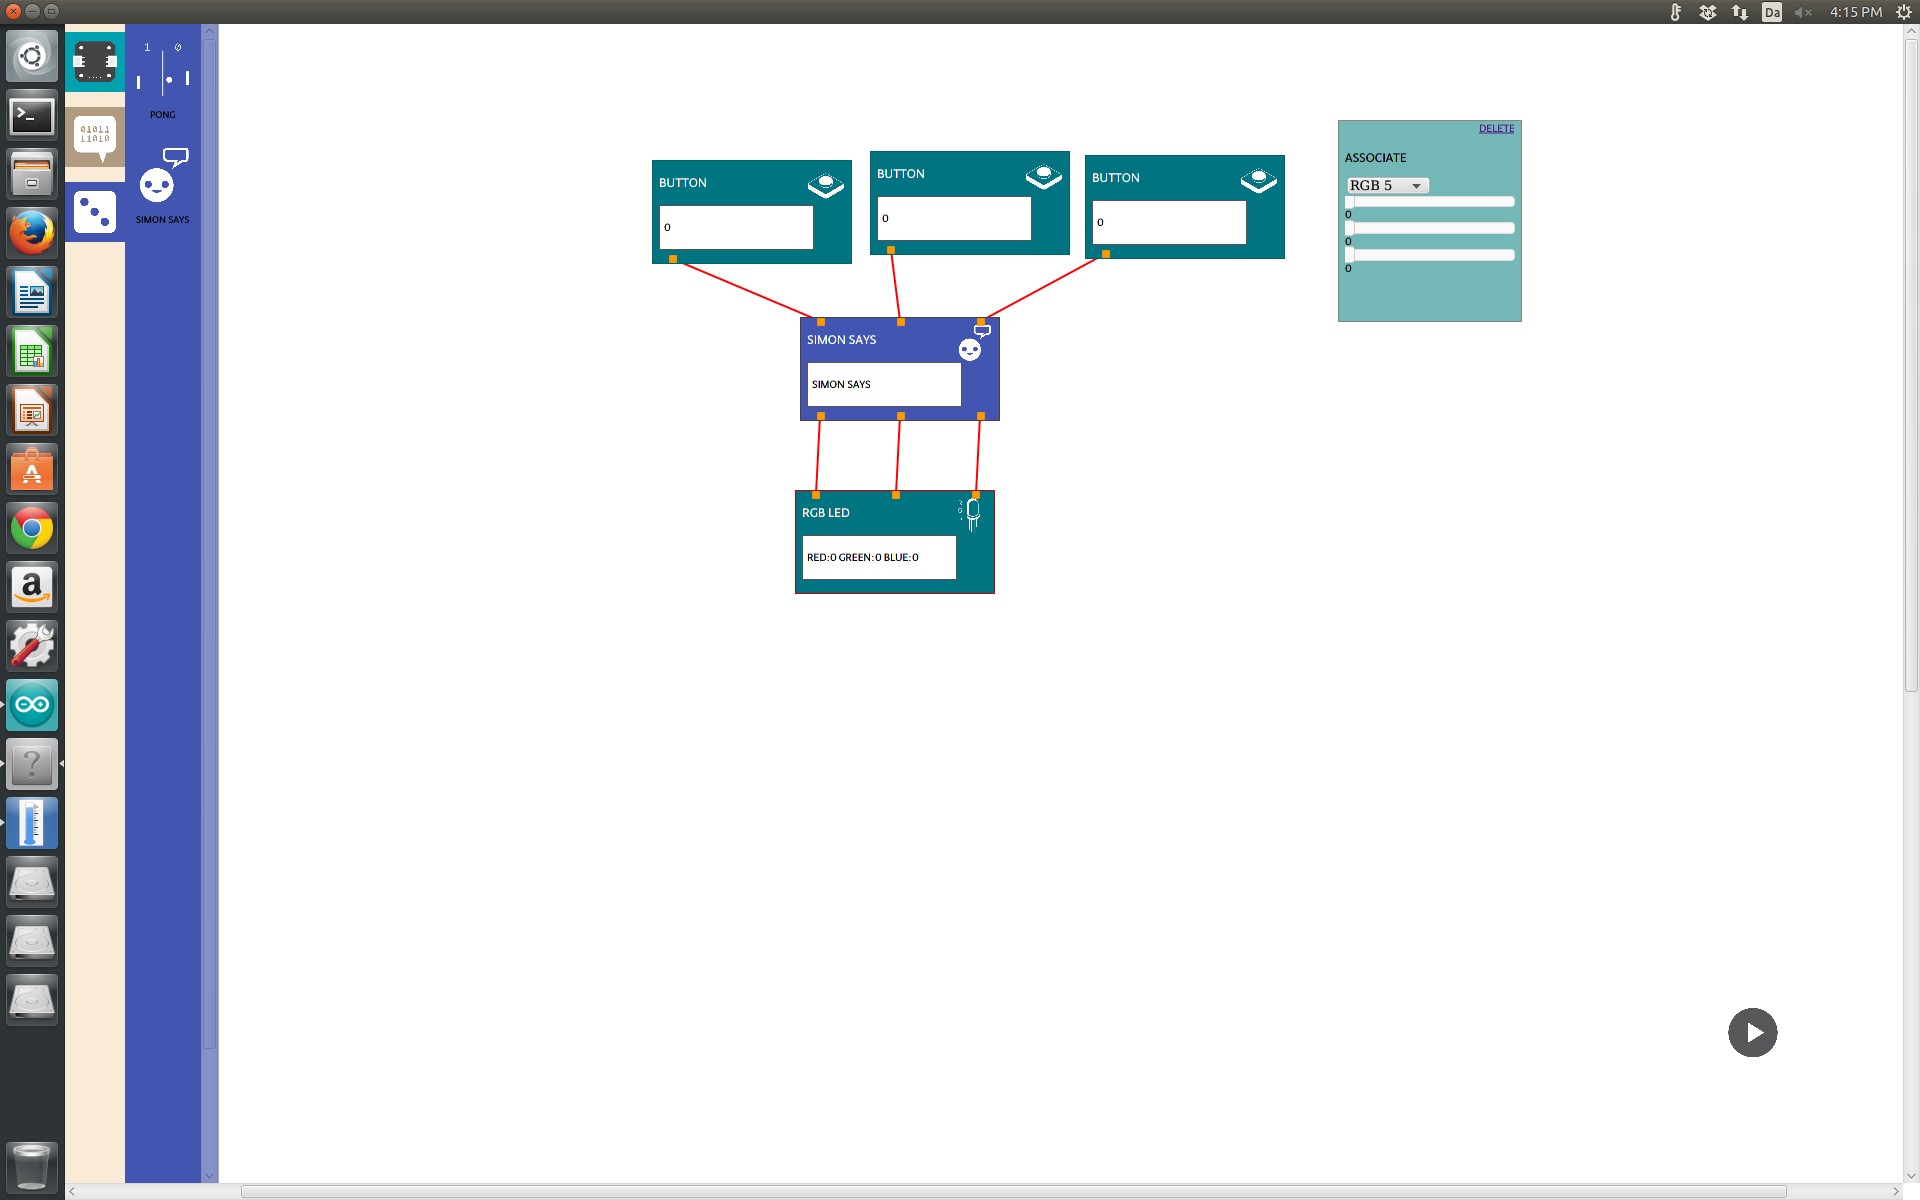 Da
4:15 PM
1 0
PONG
01011
11010
SIMON SAYS
BUTTON
0
BUTTON
0
BUTTON
0
DELETE
ASSOCIATE
RGB 5
0
0
0
SIMON SAYS
SIMON SAYS
RGB LED
RED:0 GREEN:0 BLUE:0